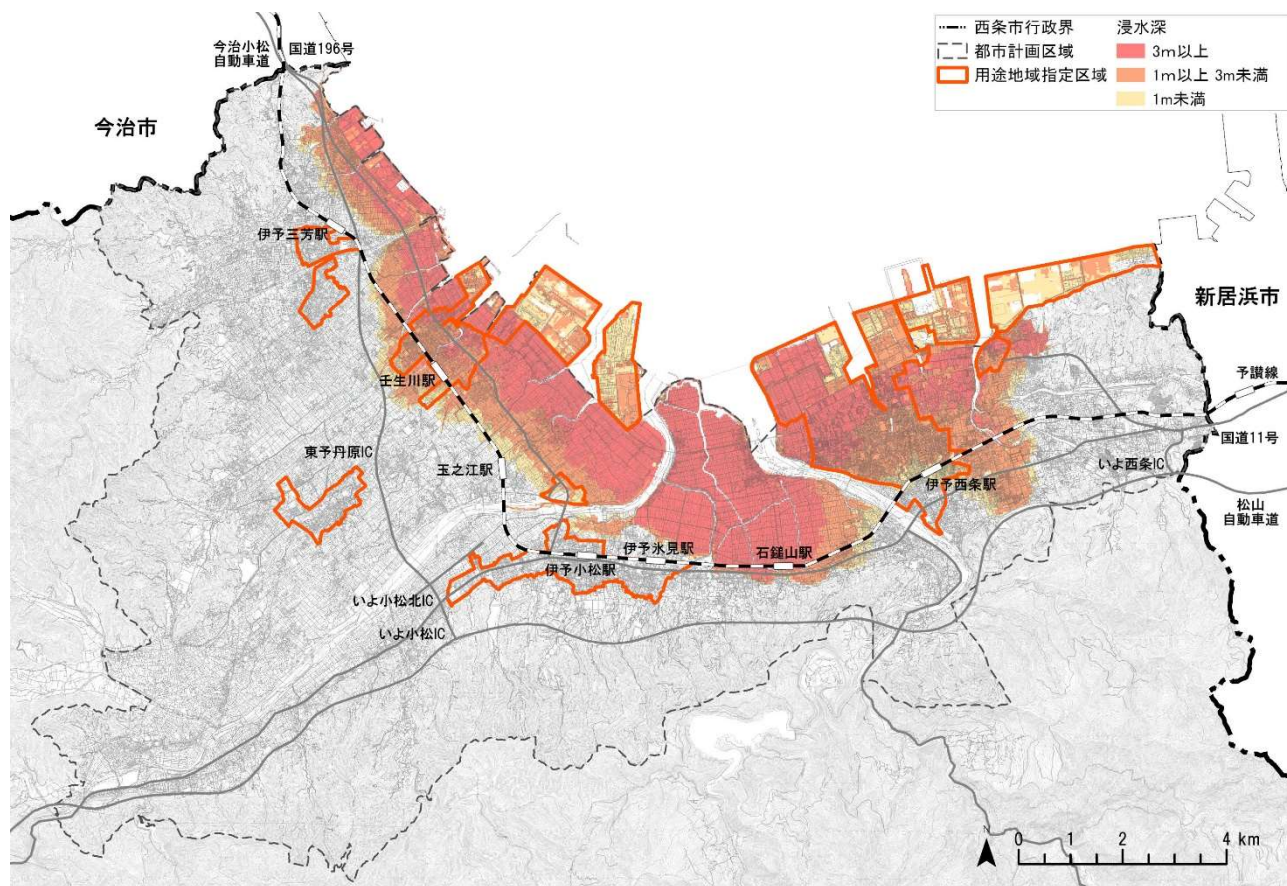 西条市行政界
都市計画区域
用途地域指定区域
浸水深
3m以上
1m以上 3m未満
1m未満
今治小松
自動車道
国道196号
今治市
伊予三芳駅
壬生川駅
東予丹原IC
玉之江駅
伊予氷見駅
石鎚山駅
伊予小松駅
いよ小松北IC
いよ小松IC
伊予西条駅
新居浜市
予讃線
国道11号
いよ西条IC
松山
自動車道
0 1 2 4 km